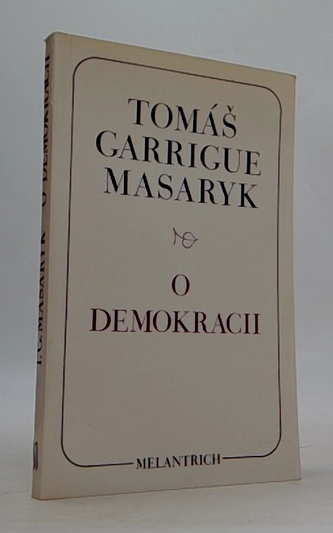 TOMÁŠ
GARRIGUE
MASARYK
O
DEMOKRACII
MELANTRICH
T. G. MASARYK O DEMOKRACII